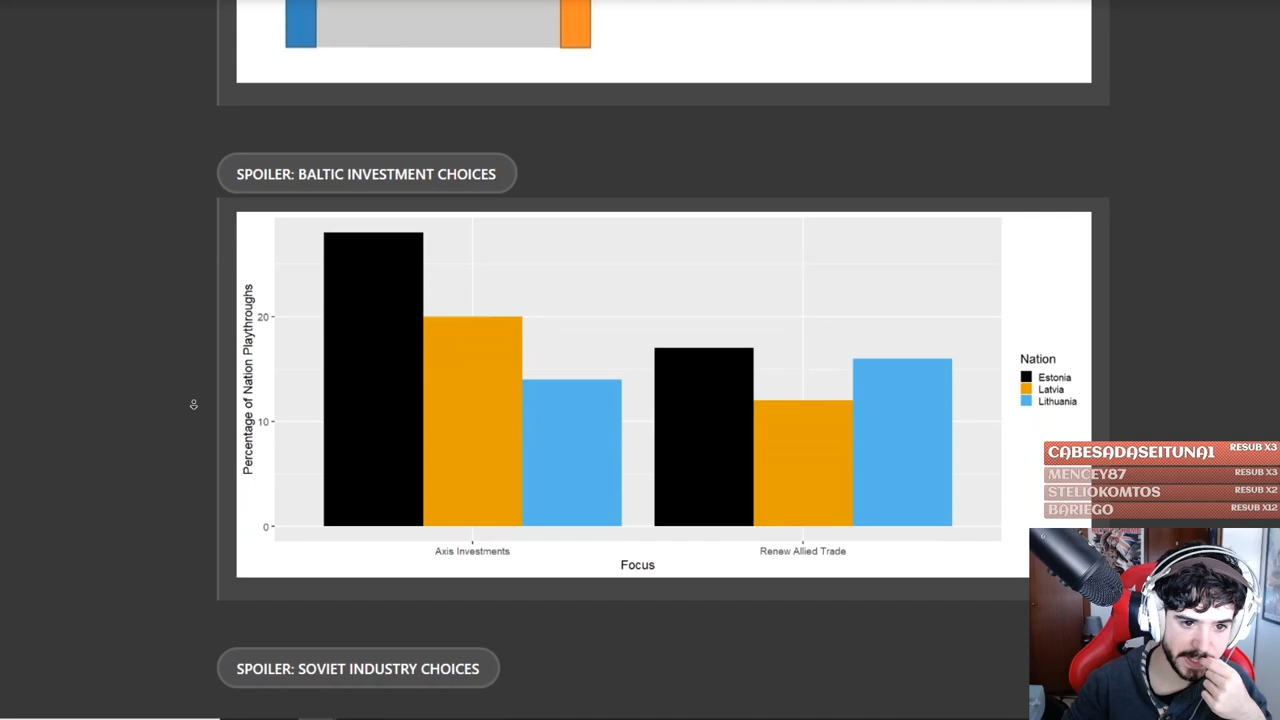 SPOILER: BALTIC INVESTMENT CHOICES
Percentage of Nation Playthroughs
20
10
0
Axis Investments
Renew Allied Trade
Focus
Nation
Estonia
Latvia
Lithuania
CABESADASEITUNA1 RESUB X3
MENCEY87 RESUB X3
STELIOKOMTOS RESUB X2
BARIEGO RESUB X12
SPOILER: SOVIET INDUSTRY CHOICES